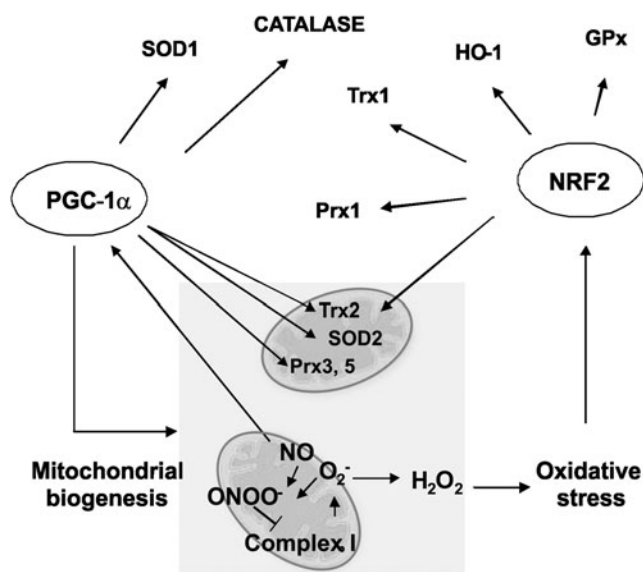 CATALASE
SOD1
GPx
HO-1
Trx1
PGC-1α
NRF2
Prx1
Trx2
SOD2
Prx3, 5
NO
O₂⁻
H₂O₂
ONOO⁻
Complex I
Mitochondrial
biogenesis
Oxidative
stress